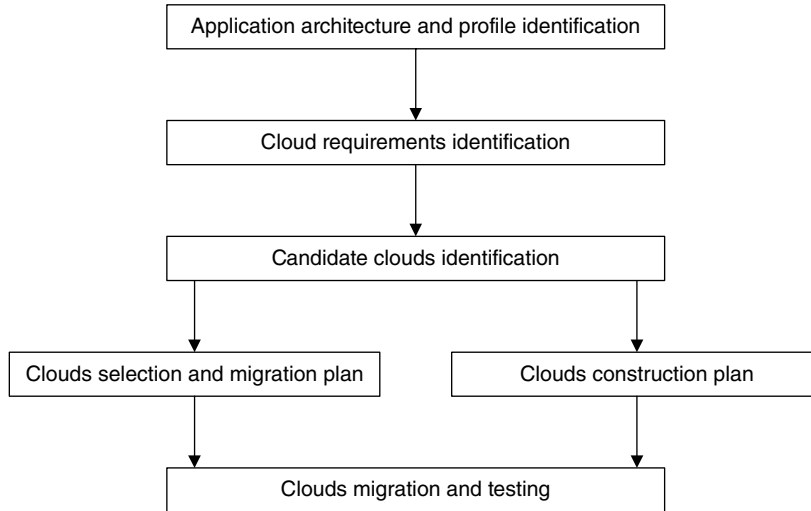 Application architecture and profile identification
Cloud requirements identification
Candidate clouds identification
Clouds selection and migration plan
Clouds construction plan
Clouds migration and testing